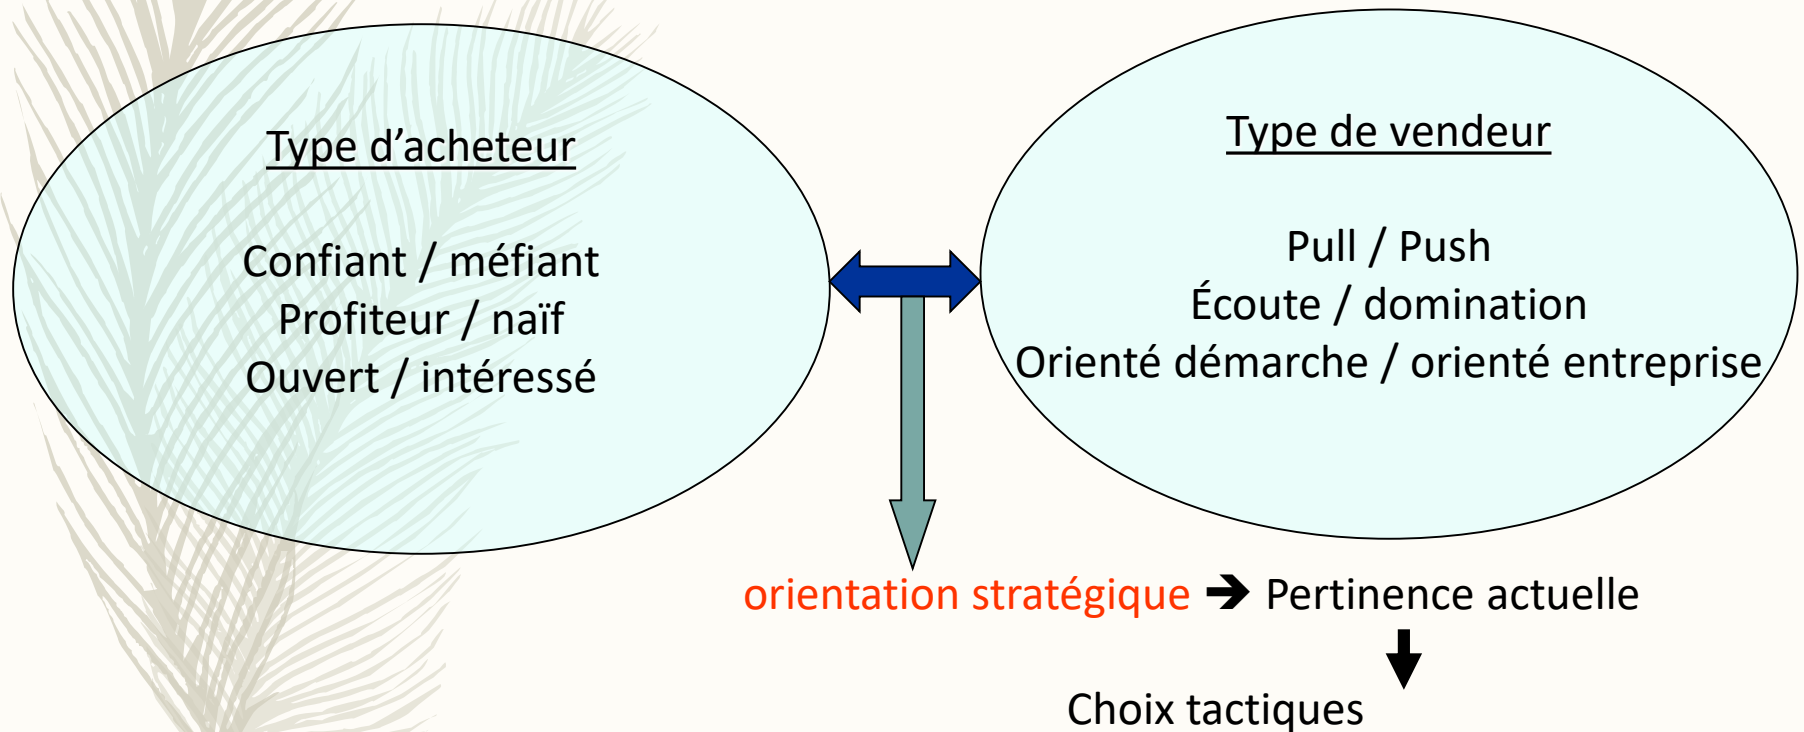 Type d’acheteur
Confiant / méfiant
Profiteur / naïf
Ouvert / intéressé
Type de vendeur
Pull / Push
Écoute / domination
Orienté démarche / orienté entreprise
orientation stratégique ➔ Pertinence actuelle
Choix tactiques